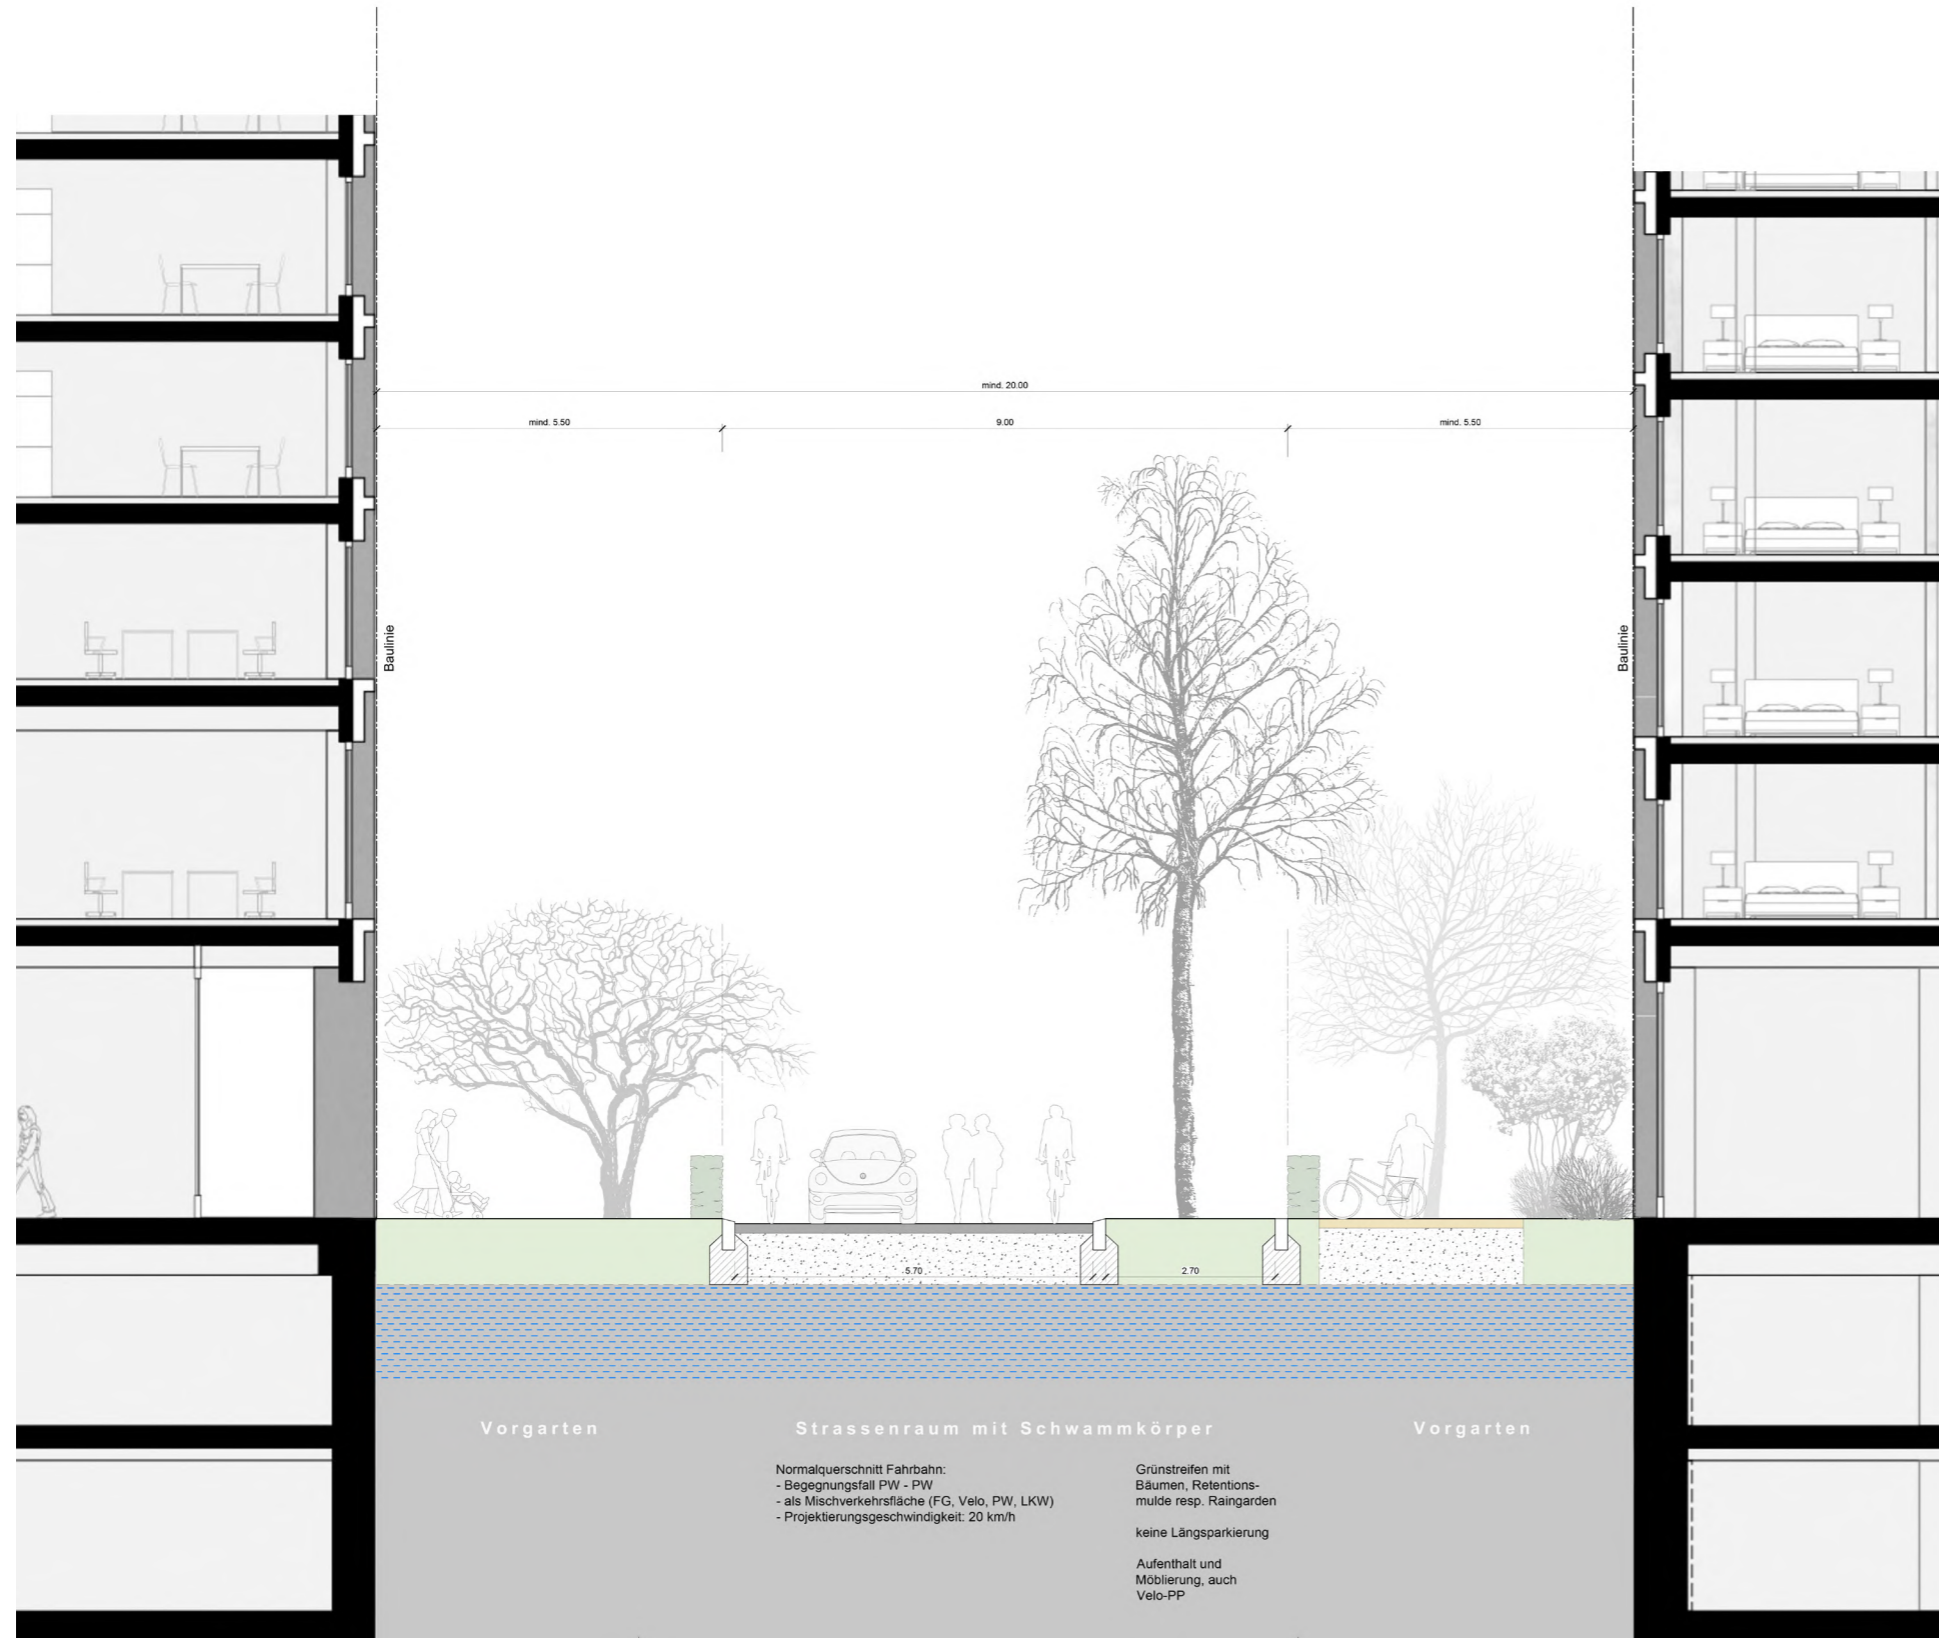 mind. 20.00
mind. 5.50
9.00
mind. 5.50
Baulinie
Baulinie
5.70
2.70
Vorgarten
Strassenraum mit Schwammkörper
Vorgarten
Normalquerschnitt Fahrbahn:
- Begegnungsfall PW - PW
- als Mischverkehrsfläche (FG, Velo, PW, LKW)
- Projektierungsgeschwindigkeit: 20 km/h
Grünstreifen mit
Bäumen, Retentions-
mulde resp. Raingarden
keine Längsparkierung
Aufenthalt und
Möblierung, auch
Velo-PP